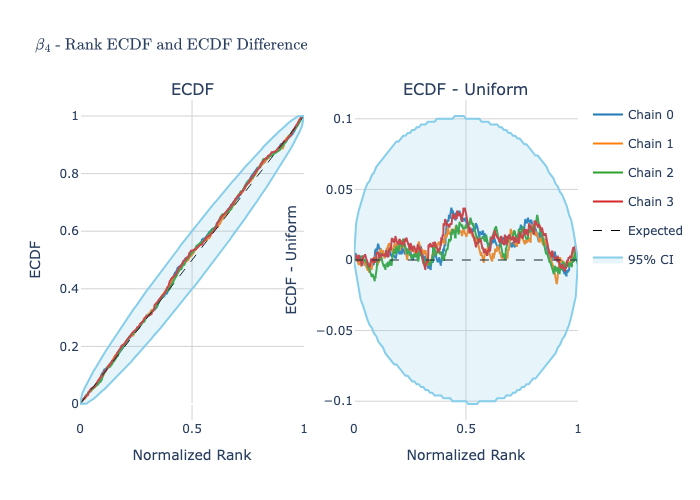 β₄ - Rank ECDF and ECDF Difference
ECDF
ECDF
1
0.8
0.6
0.4
0.2
0
0
0.5
1
Normalized Rank
ECDF - Uniform
ECDF - Uniform
0.1
0.05
0
−0.05
−0.1
0
0.5
1
Normalized Rank
Chain 0
Chain 1
Chain 2
Chain 3
Expected
95% CI